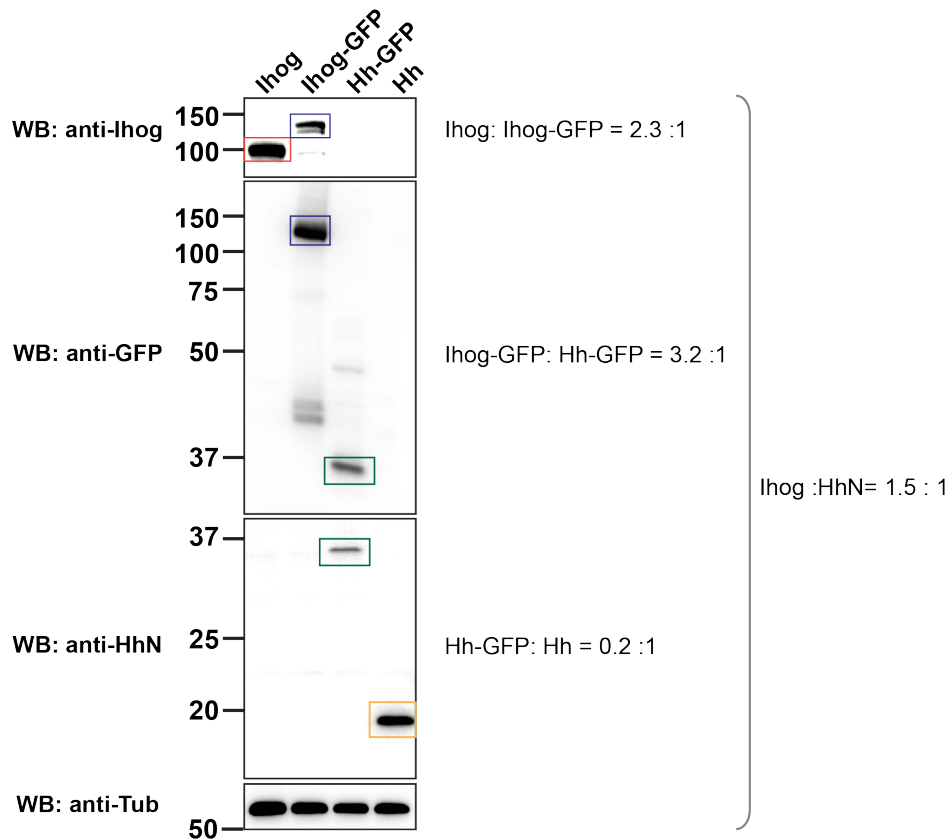 Ihog
Ihog-GFP
Hh-GFP
Hh
WB: anti-Ihog
150
100
Ihog: Ihog-GFP = 2.3 :1
WB: anti-GFP
150
100
75
50
37
Ihog-GFP: Hh-GFP = 3.2 :1
Ihog :HhN= 1.5 : 1
WB: anti-HhN
37
25
20
Hh-GFP: Hh = 0.2 :1
WB: anti-Tub
50